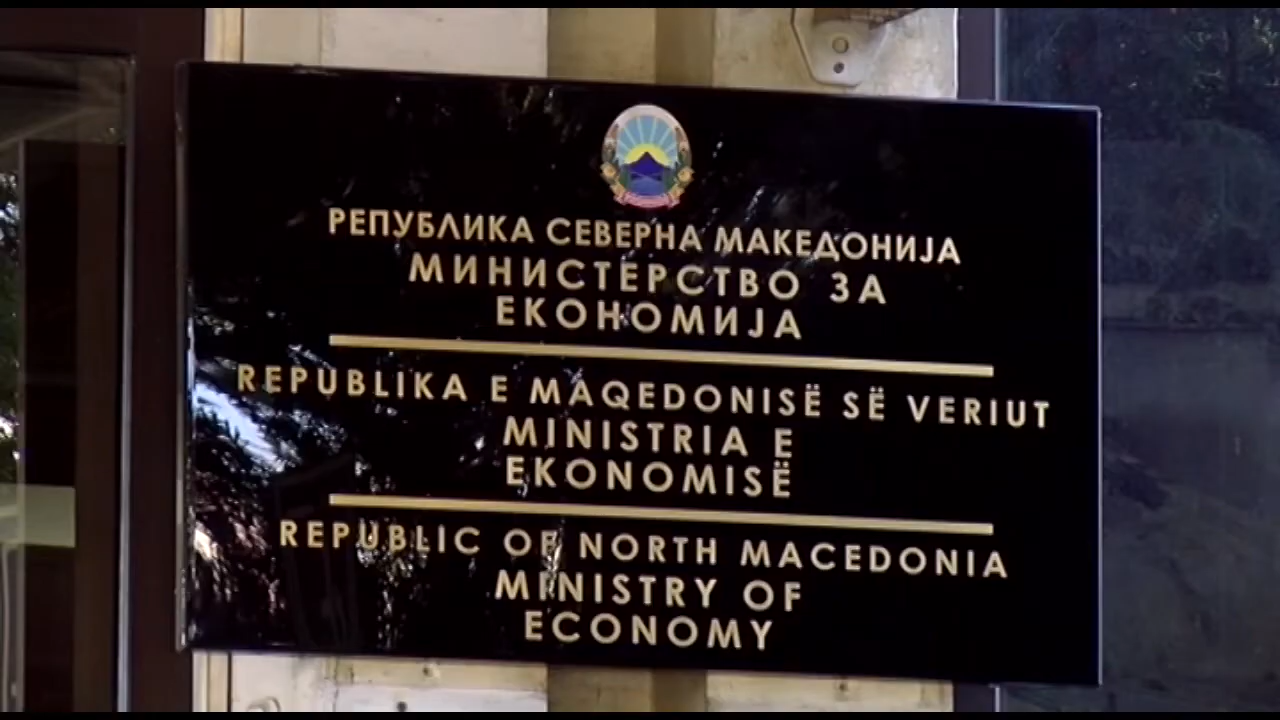 РЕПУБЛИКА СЕВЕРНА МАКЕДОНИЈА
МИНИСТЕРСТВО ЗА
ЕКОНОМИЈА
REPUBLIKA E MAQEDONISË SË VERIUT
MINISTRIA E
EKONOMISË
REPUBLIC OF NORTH MACEDONIA
MINISTRY OF
ECONOMY